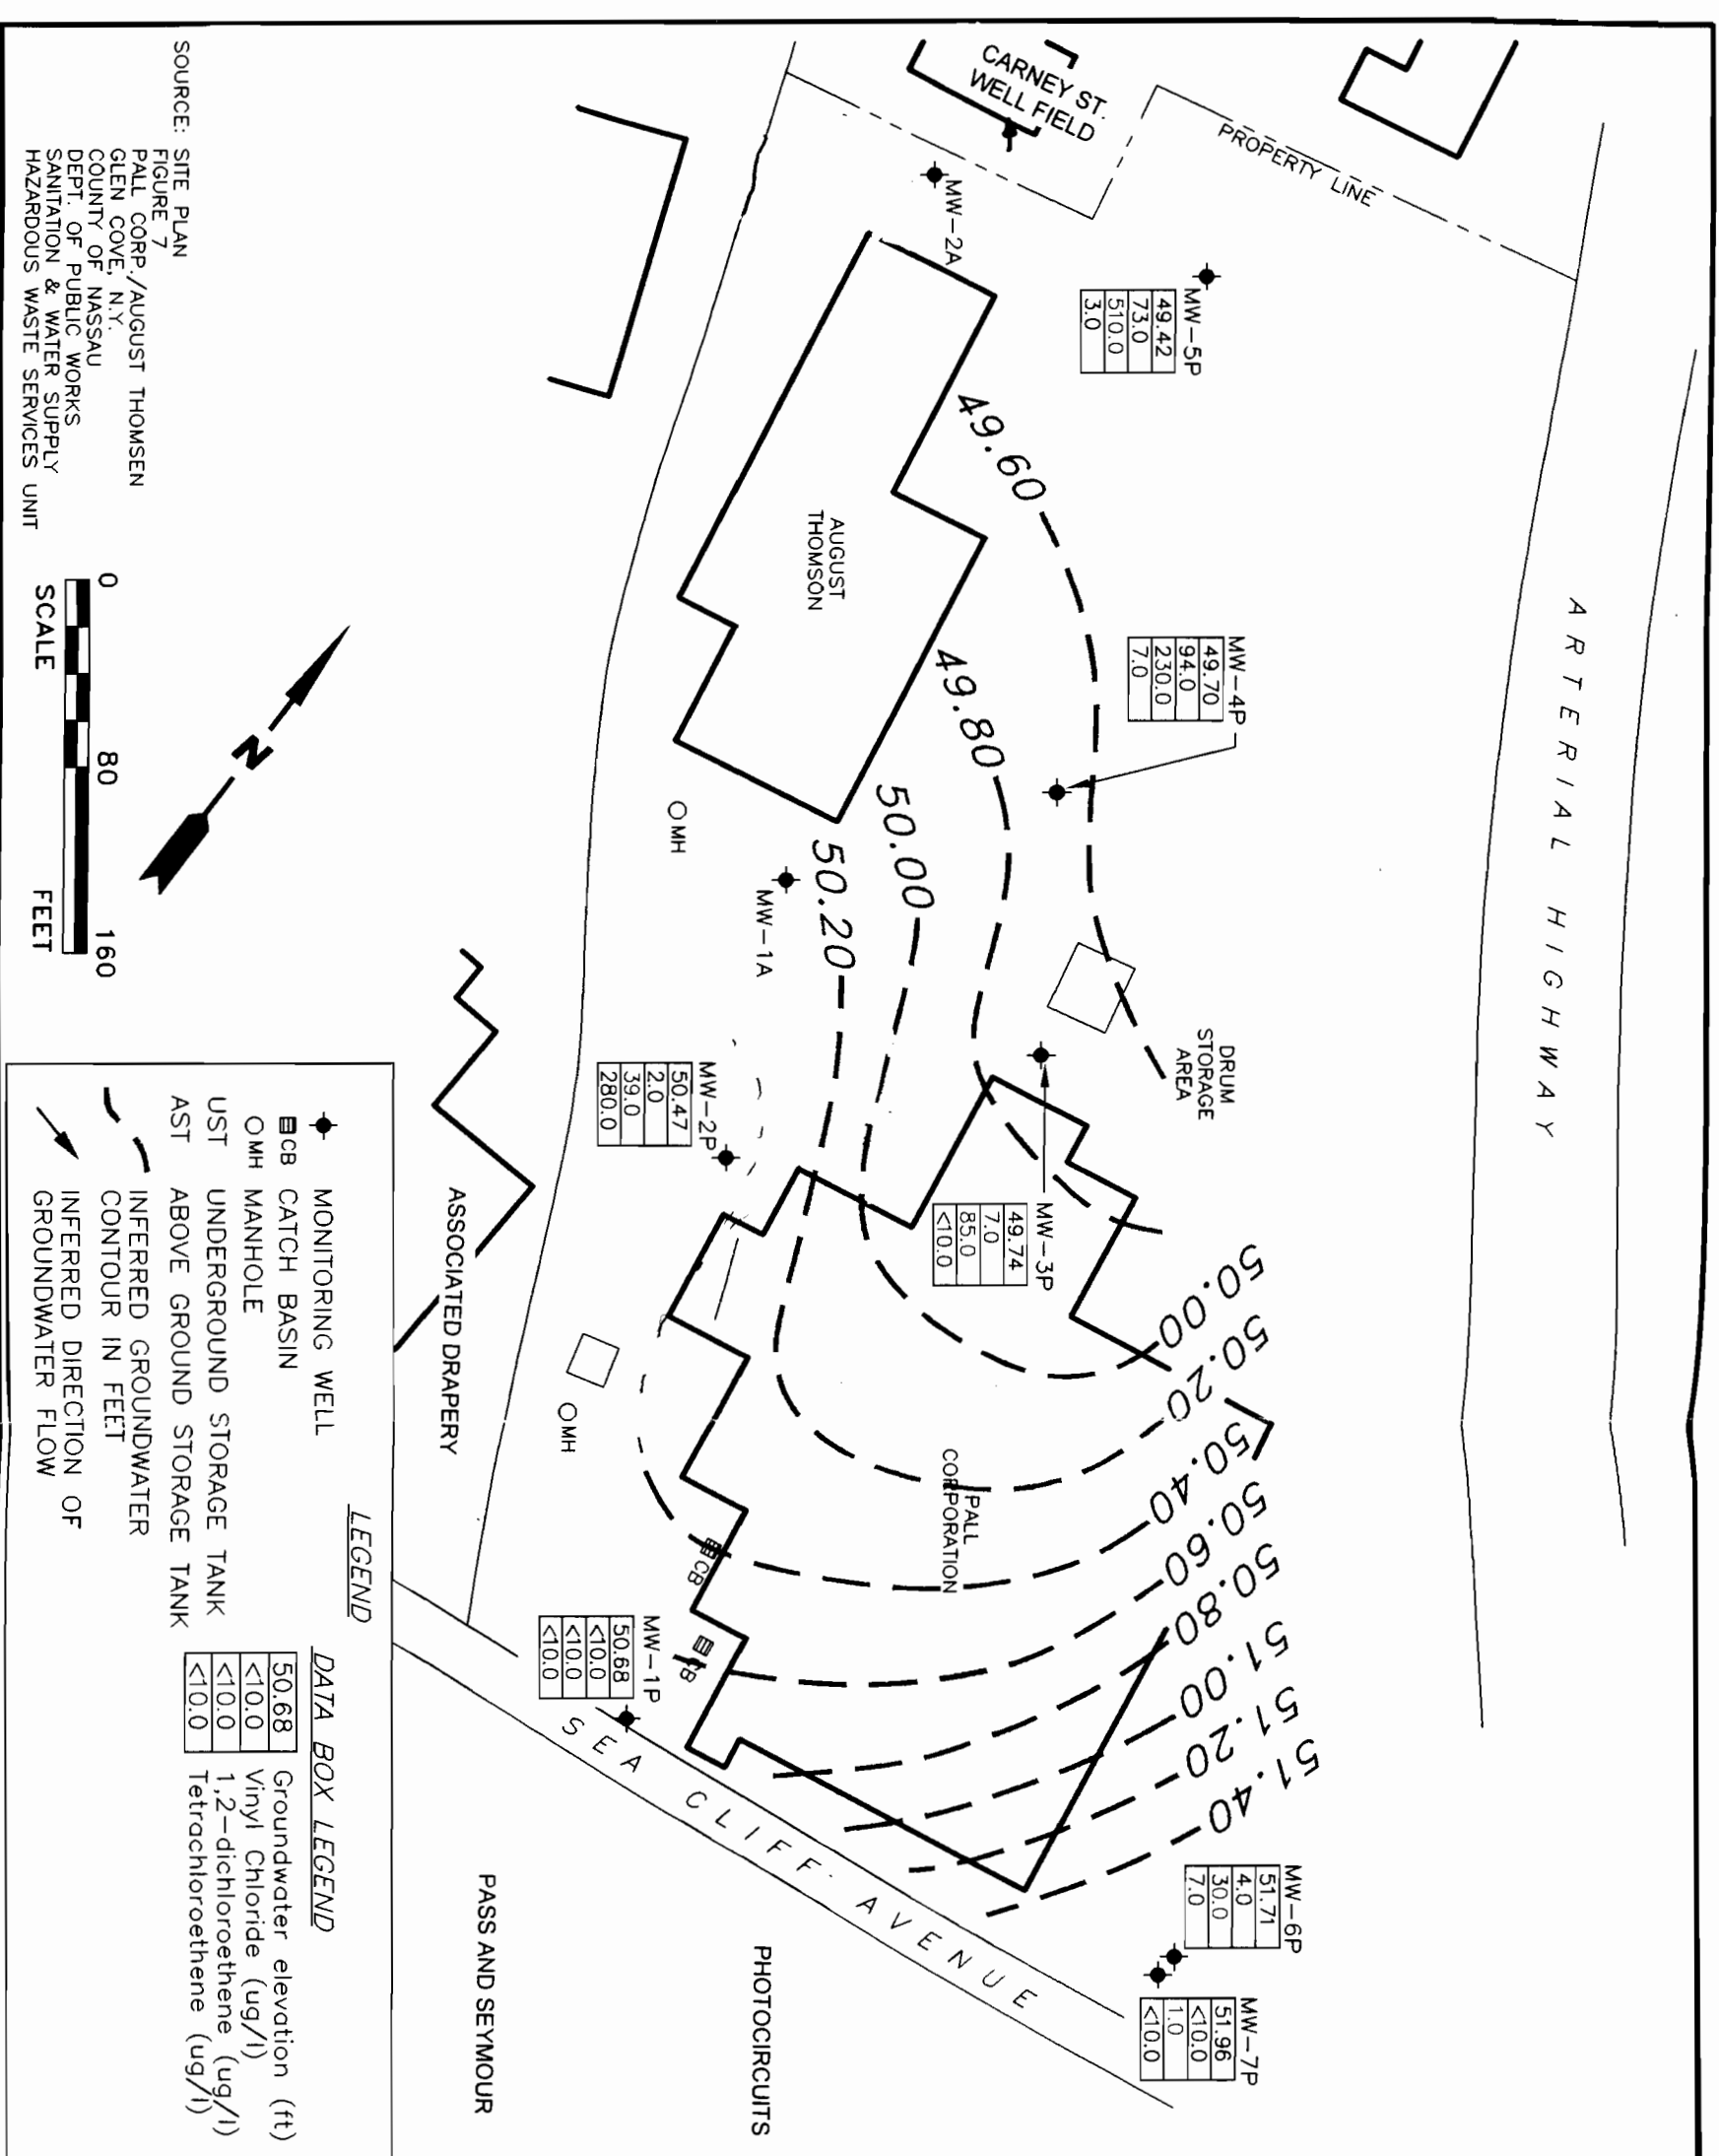 ARTERIAL HIGHWAY
PROPERTY LINE
CARNEY ST.
WELL FIELD
MW-2A
MW-5P
49.42
73.0
510.0
3.0
MW-4P
49.70
94.0
230.0
7.0
DRUM
STORAGE
AREA
MW-3P
49.74
7.0
85.0
<10.0
MW-6P
51.71
4.0
30.0
7.0
MW-7P
51.96
<10.0
1.0
<10.0
49.60
49.80
50.00
50.20
50.00
50.20
50.40
50.60
50.80
51.00
51.20
51.40
AUGUST
THOMSON
PALL
CORPORATION
MH
MW-1A
MW-2P
50.47
2.0
39.0
280.0
MH
CB
CB
MW-1P
50.68
<10.0
<10.0
<10.0
SEA CLIFF AVENUE
PHOTOCIRCUITS
PASS AND SEYMOUR
ASSOCIATED DRAPERY
N
0 80 160
SCALE FEET
SOURCE: SITE PLAN
FIGURE 7
PALL CORP./AUGUST THOMSEN
GLEN COVE, N.Y.
COUNTY OF NASSAU
DEPT. OF PUBLIC WORKS
SANITATION & WATER SUPPLY
HAZARDOUS WASTE SERVICES UNIT
LEGEND
MONITORING WELL
CB CATCH BASIN
MH MANHOLE
UST UNDERGROUND STORAGE TANK
AST ABOVE GROUND STORAGE TANK
INFERRED GROUNDWATER
CONTOUR IN FEET
INFERRED DIRECTION OF
GROUNDWATER FLOW
DATA BOX LEGEND
50.68 Groundwater elevation (ft)
<10.0 Vinyl Chloride (ug/l)
<10.0 1,2-dichloroethene (ug/l)
<10.0 Tetrachloroethene (ug/l)